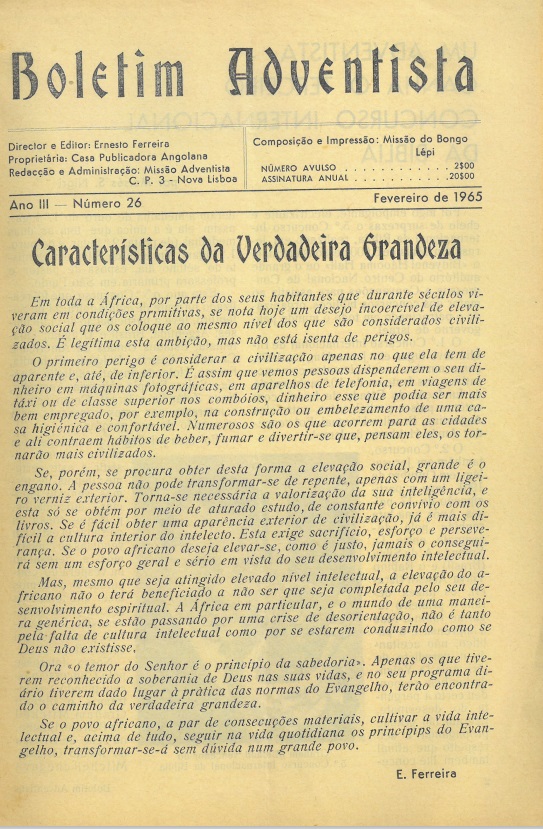 Boletim Adventista
Director e Editor: Ernesto Ferreira
Proprietária: Casa Publicadora Angolana
Redacção e Administração: Missão Adventista
C. P. 3 - Nova Lisboa
Composição e Impressão: Missão do Bongo
Lépi
NÚMERO AVULSO . . . . . . . . . . . 2$00
ASSINATURA ANUAL . . . . . . . . . . 20$00
Ano III — Número 26
Fevereiro de 1965
Características da Verdadeira Grandeza
Em toda a África, por parte dos seus habitantes que durante séculos vi-
veram em condições primitivas, se nota hoje um desejo incoercível de eleva-
ção social que os coloque ao mesmo nível dos que são considerados civili-
zados. É legítima esta ambição, mas não está isenta de perigos.
O primeiro perigo é considerar a civilização apenas no que ela tem de
aparente e, até, de inferior. É assim que vemos pessoas dispenderem o seu di-
nheiro em máquinas fotográficas, em aparelhos de telefonia, em viagens de
táxi ou de classe superior nos combóios, dinheiro esse que podia ser mais
bem empregado, por exemplo, na construção ou embelezamento de uma ca-
sa higiénica e confortável. Numerosos são os que acorrem para as cidades
e ali contraem hábitos de beber, fumar e divertir-se que, pensam eles, os tor-
narão mais civilizados.
Se, porém, se procura obter desta forma a elevação social, grande é o
engano. A pessoa não pode transformar-se de repente, apenas com um ligei-
ro verniz exterior. Torna-se necessária a valorização da sua inteligência, e
esta só se obtém por meio de aturado estudo, de constante convívio com os
livros. Se é fácil obter uma aparência exterior de civilização, já é mais di-
fícil a cultura interior do intelecto. Esta exige sacrifício, esforço e perseve-
rança. Se o povo africano deseja elevar-se, como é justo, jamais o consegui-
rá sem um esforço geral e sério em vista do seu desenvolvimento intelectual.
Mas, mesmo que seja atingido elevado nível intelectual, a elevação do a-
fricano não o terá beneficiado a não ser que seja completada pelo seu de-
senvolvimento espiritual. A África em particular, e o mundo de uma manei-
ra genérica, se estão passando por uma crise de desorientação, não é tanto
pela falta de cultura intelectual como por se estarem conduzindo como se
Deus não existisse.
Ora «o temor do Senhor é o princípio da sabedoria». Apenas os que tive-
rem reconhecido a soberania de Deus nas suas vidas, e no seu programa di-
ário tiverem dado lugar à prática das normas do Evangelho, terão encontra-
do o caminho da verdadeira grandeza.
Se o povo africano, a par de consecuções materiais, cultivar a vida inte-
lectual e, acima de tudo, seguir na vida quotidiana os princípips do Evan-
gelho, transformar-se-á sem dúvida num grande povo.
E. Ferreira